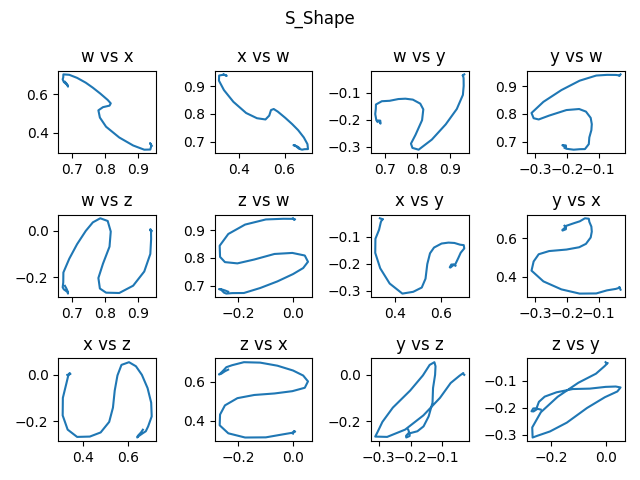 S_Shape
w vs x
x vs w
w vs y
y vs w
0.6
0.4
0.7 0.8 0.9
0.9
0.8
0.7
0.4 0.6
−0.1
−0.2
−0.3
0.7 0.8 0.9
0.9
0.8
0.7
−0.3 −0.2 −0.1
w vs z
z vs w
x vs y
y vs x
0.0
−0.2
0.7 0.8 0.9
0.9
0.8
0.7
−0.2 0.0
−0.1
−0.2
−0.3
0.4 0.6
0.6
0.4
−0.3 −0.2 −0.1
x vs z
z vs x
y vs z
z vs y
0.0
−0.2
0.4 0.6
0.6
0.4
−0.2 0.0
0.0
−0.2
−0.3 −0.2 −0.1
−0.1
−0.2
−0.3
−0.2 0.0